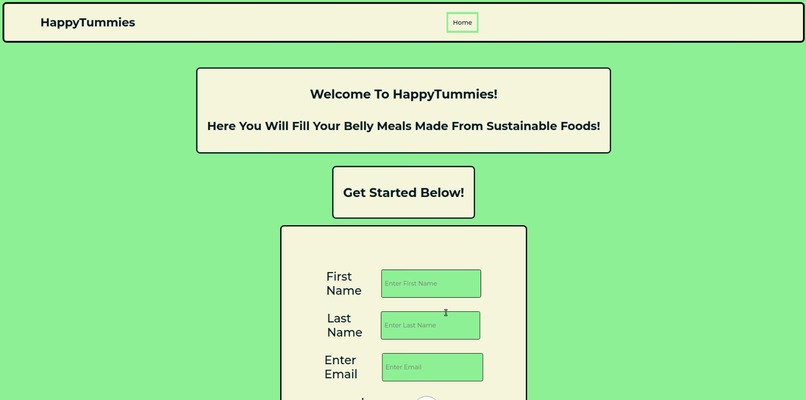 HappyTummies
Home
Welcome To HappyTummies!
Here You Will Fill Your Belly Meals Made From Sustainable Foods!
Get Started Below!
First
Name
Enter First Name
Last
Name
Enter Last Name
Enter
Email
Enter Email